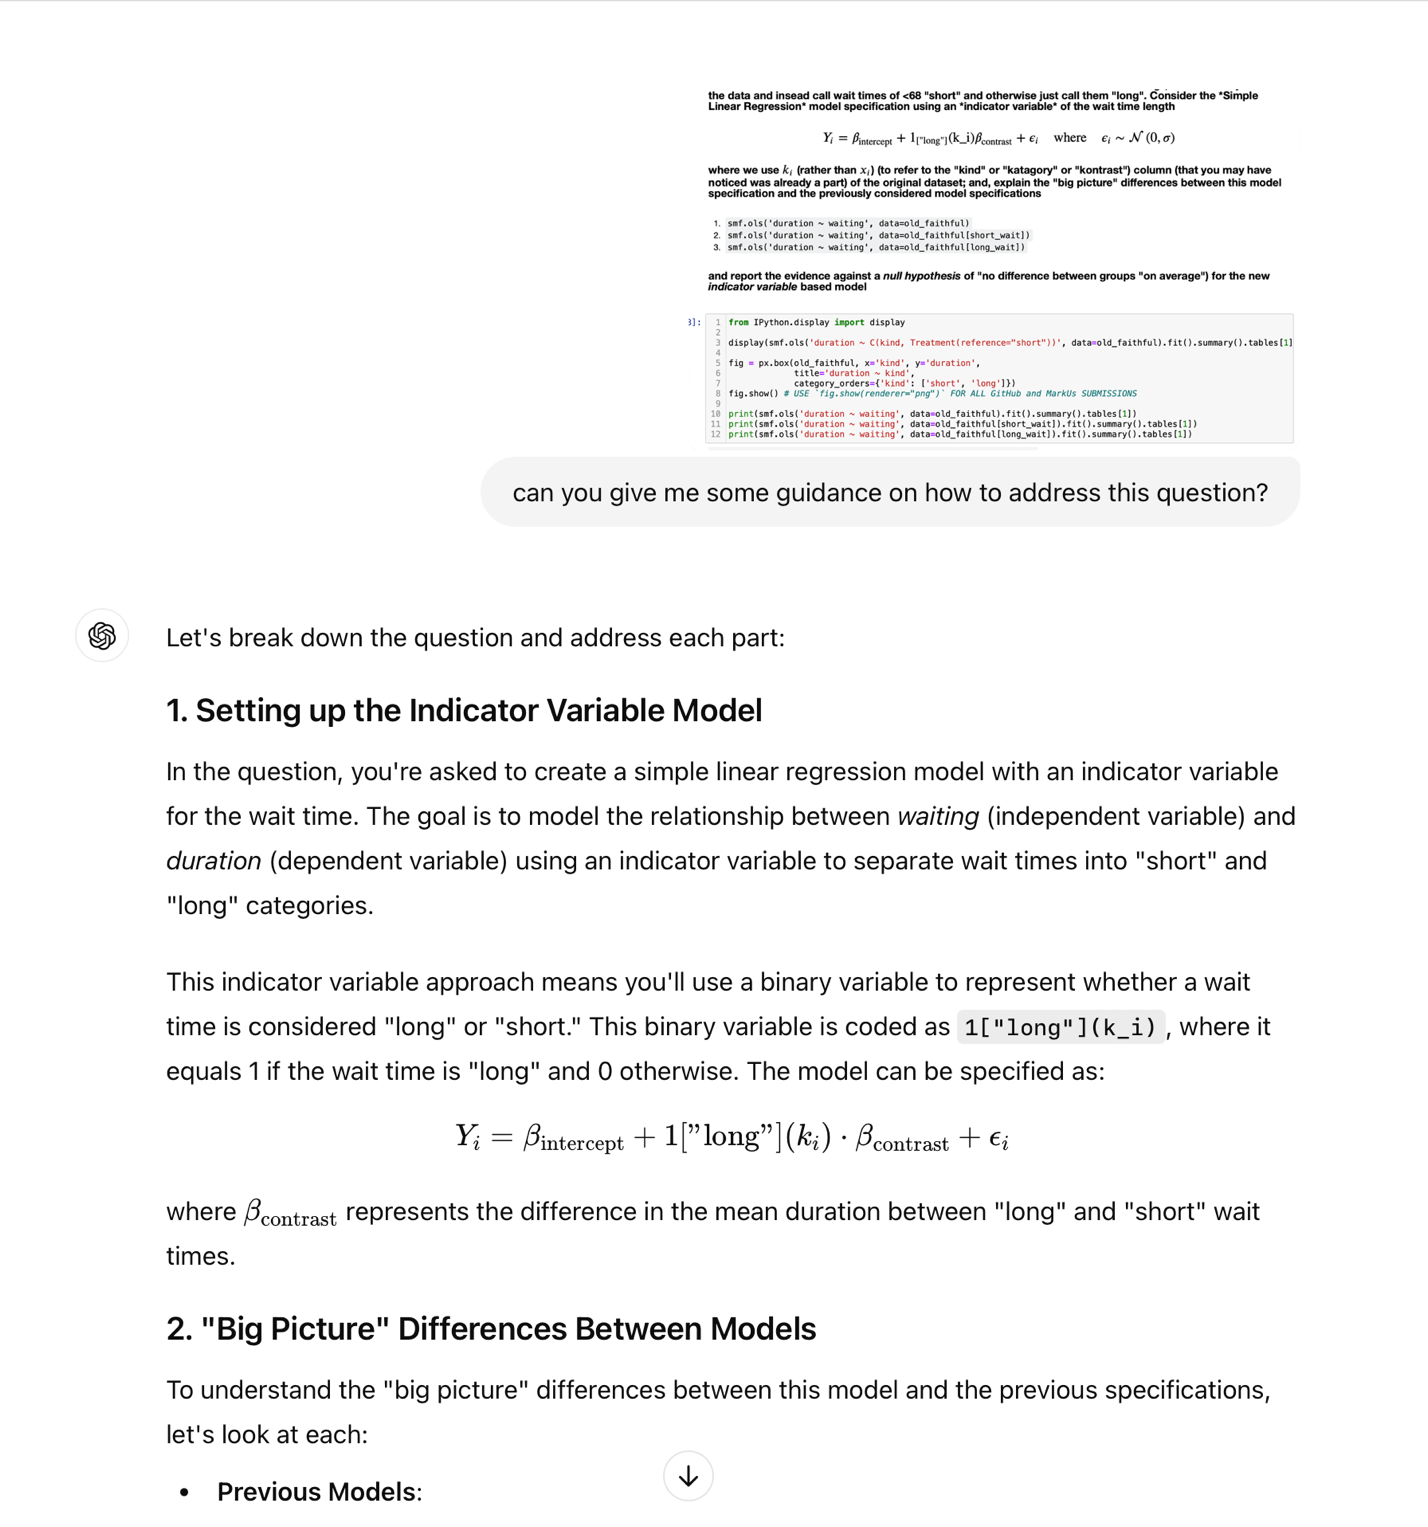 the data and insead call wait times of <68 "short" and otherwise just call them "long". Consider the *Simple
Linear Regression* model specification using an *indicator variable* of the wait time length
Yᵢ = β_intercept + 1_["long"](k_i)β_contrast + ϵᵢ where ϵᵢ ∼ 𝒩(0, σ)
where we use kᵢ (rather than xᵢ) (to refer to the "kind" or "katagory" or "kontrast") column (that you may have
noticed was already a part) of the original dataset; and, explain the "big picture" differences between this model
specification and the previously considered model specifications
1. smf.ols('duration ~ waiting', data=old_faithful)
2. smf.ols('duration ~ waiting', data=old_faithful[short_wait])
3. smf.ols('duration ~ waiting', data=old_faithful[long_wait])
and report the evidence against a null hypothesis of "no difference between groups "on average") for the new
indicator variable based model
3]: 1 from IPython.display import display
2
3 display(smf.ols('duration ~ C(kind, Treatment(reference="short"))', data=old_faithful).fit().summary().tables[1]
4
5 fig = px.box(old_faithful, x='kind', y='duration',
6 title='duration ~ kind',
7 category_orders={'kind': ['short', 'long']})
8 fig.show() # USE `fig.show(renderer="png")` FOR ALL GitHub and MarkUs SUBMISSIONS
9
10 print(smf.ols('duration ~ waiting', data=old_faithful).fit().summary().tables[1])
11 print(smf.ols('duration ~ waiting', data=old_faithful[short_wait]).fit().summary().tables[1])
12 print(smf.ols('duration ~ waiting', data=old_faithful[long_wait]).fit().summary().tables[1])
can you give me some guidance on how to address this question?
Let's break down the question and address each part:
1. Setting up the Indicator Variable Model
In the question, you're asked to create a simple linear regression model with an indicator variable
for the wait time. The goal is to model the relationship between waiting (independent variable) and
duration (dependent variable) using an indicator variable to separate wait times into "short" and
"long" categories.
This indicator variable approach means you'll use a binary variable to represent whether a wait
time is considered "long" or "short." This binary variable is coded as 1["long"](k_i), where it
equals 1 if the wait time is "long" and 0 otherwise. The model can be specified as:
Yᵢ = β_intercept + 1["long"](kᵢ) · β_contrast + ϵᵢ
where β_contrast represents the difference in the mean duration between "long" and "short" wait
times.
2. "Big Picture" Differences Between Models
To understand the "big picture" differences between this model and the previous specifications,
let's look at each:
• Previous Models: